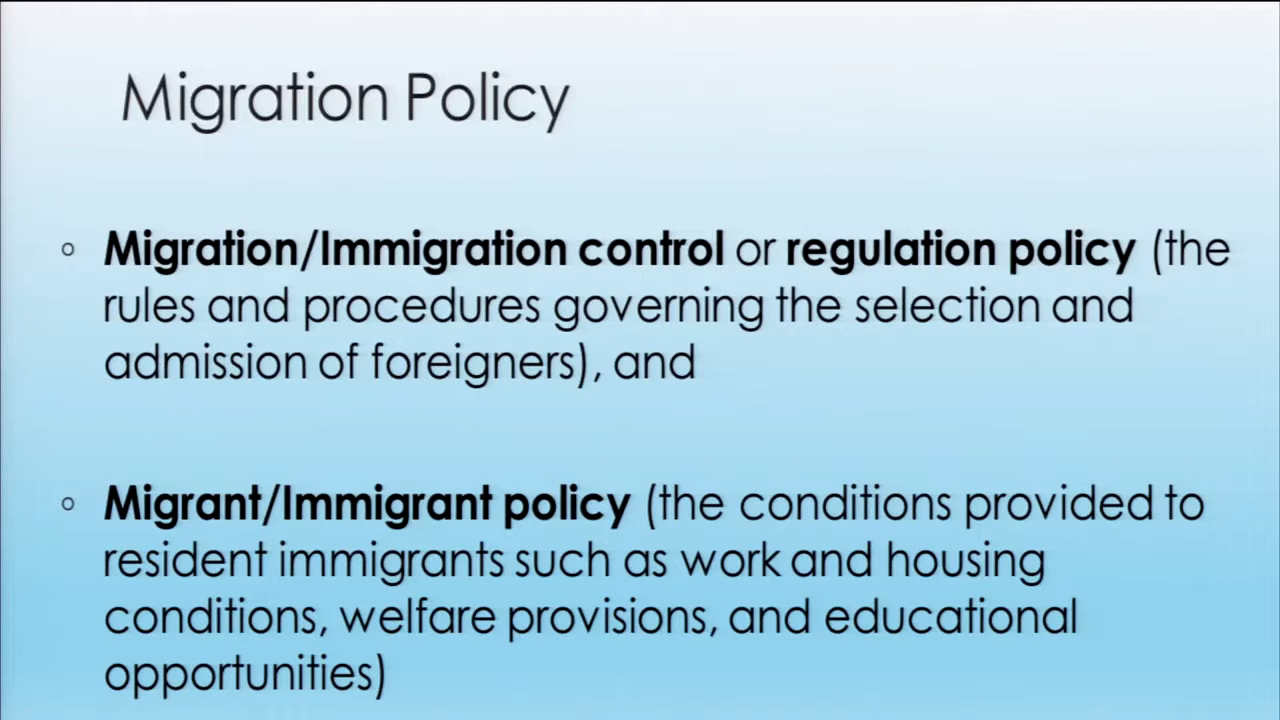 Migration Policy
◦ Migration/Immigration control or regulation policy (the
rules and procedures governing the selection and
admission of foreigners), and
◦ Migrant/Immigrant policy (the conditions provided to
resident immigrants such as work and housing
conditions, welfare provisions, and educational
opportunities)